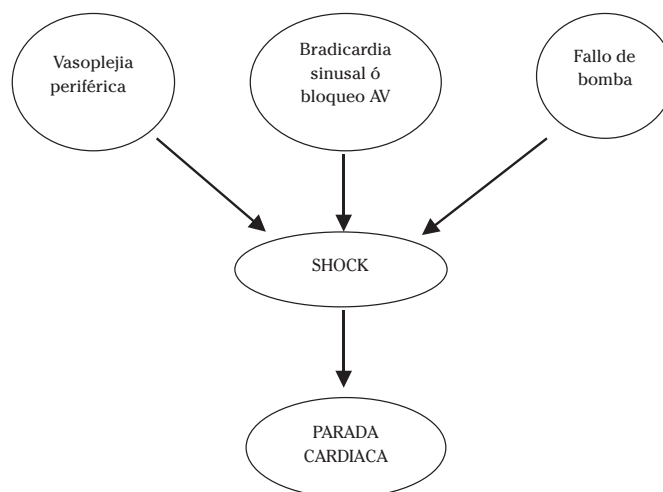 Vasoplejia
periférica
Bradicardia
sinusal ó
bloqueo AV
Fallo de
bomba
SHOCK
PARADA
CARDIACA